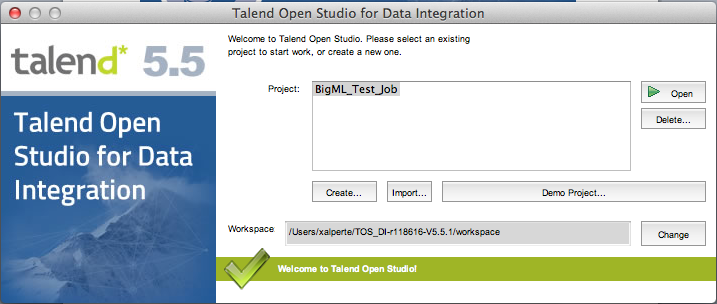 Talend Open Studio for Data Integration
talend* 5.5
Talend Open
Studio for Data
Integration
Welcome to Talend Open Studio. Please select an existing
project to start work, or create a new one.
Project:
BigML_Test_Job
Open
Delete...
Create...
Import...
Demo Project...
Workspace
/Users/xalperte/TOS_DI-r118616-V5.5.1/workspace
Change
Welcome to Talend Open Studio!